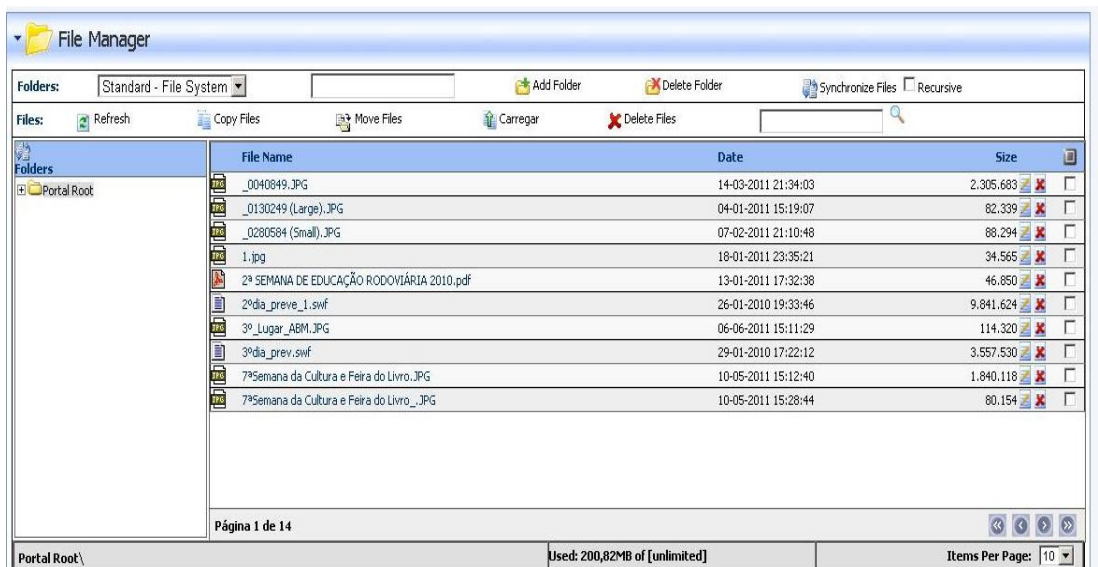 File Manager
Folders: Standard - File System Add Folder Delete Folder Synchronize Files Recursive
Files: Refresh Copy Files Move Files Carregar Delete Files
Folders
Portal Root
File Name Date Size
_0040849.JPG 14-03-2011 21:34:03 2.305.683
_0130249 (Large).JPG 04-01-2011 15:19:07 82.339
_0280584 (Small).JPG 07-02-2011 21:10:48 88.294
1.jpg 18-01-2011 23:35:21 34.565
2ª SEMANA DE EDUCAÇÃO RODOVIÁRIA 2010.pdf 13-01-2011 17:32:38 46.850
2ºdia_preve_1.swf 26-01-2010 19:33:46 9.841.624
3º_Lugar_ABM.JPG 06-06-2011 15:11:29 114.320
3ºdia_prev.swf 29-01-2010 17:22:12 3.557.530
7ªSemana da Cultura e Feira do Livro.JPG 10-05-2011 15:12:40 1.840.118
7ªSemana da Cultura e Feira do Livro_.JPG 10-05-2011 15:28:44 80.154
Página 1 de 14
Portal Root\ Used: 200,82MB of [unlimited] Items Per Page: 10